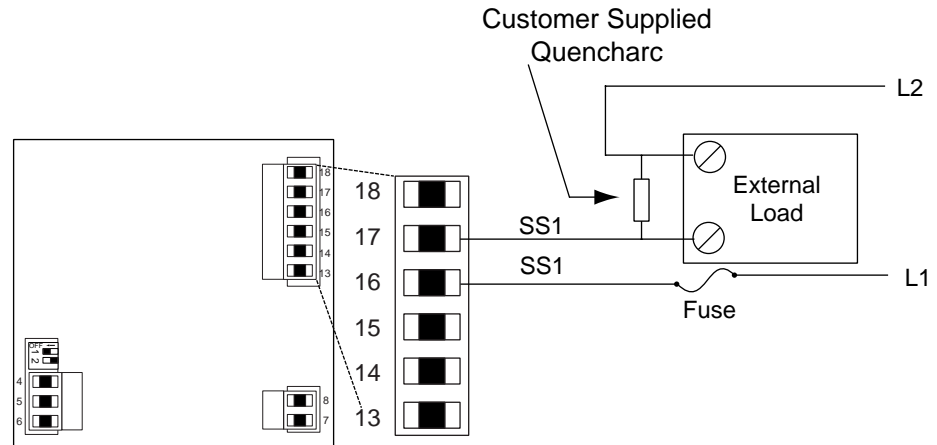 Customer Supplied
Quencharc
L2
External
Load
SS1
SS1
L1
Fuse
18
17
16
15
14
13
18
17
16
15
14
13
OFF
1
2
4
5
6
8
7